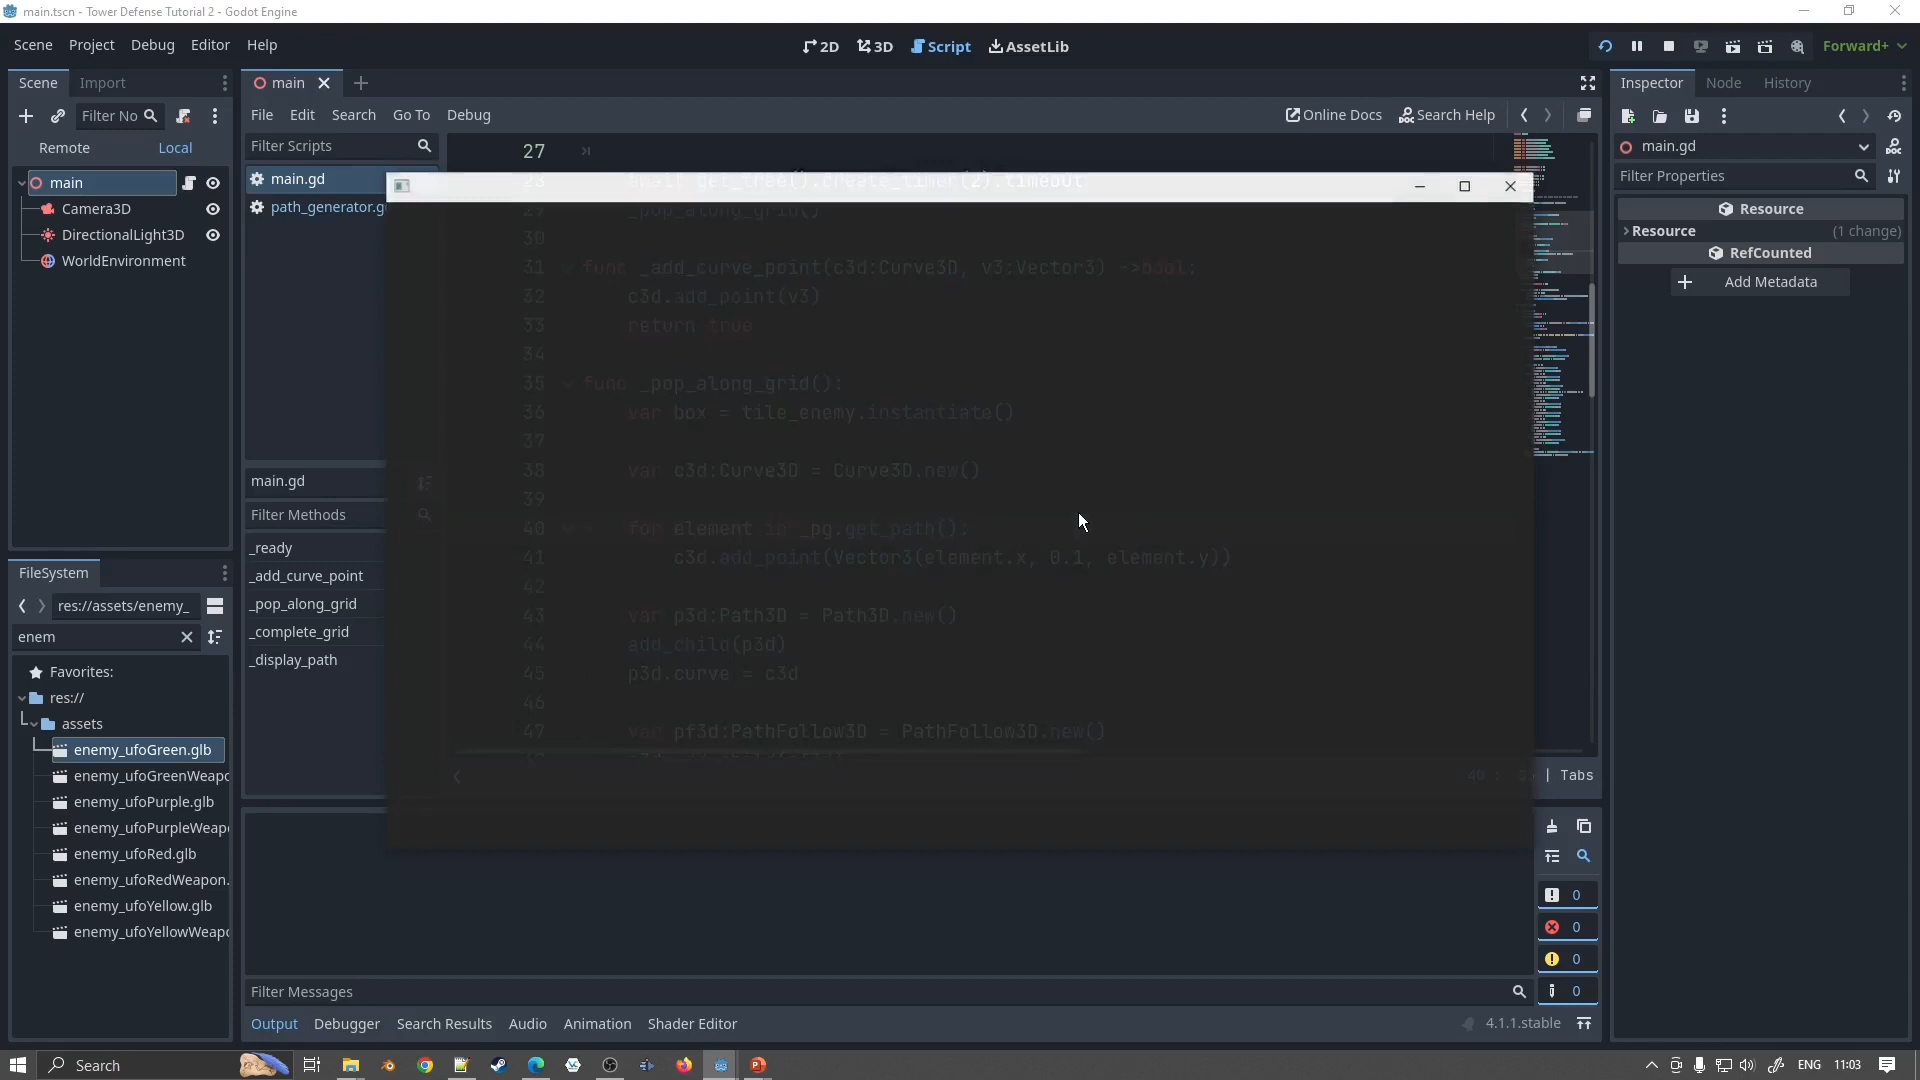 main.tscn - Tower Defense Tutorial 2 - Godot Engine
Scene Project Debug Editor Help
2D 3D Script AssetLib
Forward+
Scene Import
Filter No
Remote Local
main
Camera3D
DirectionalLight3D
WorldEnvironment
FileSystem
res://assets/enemy_
enem
Favorites:
res://
assets
enemy_ufoGreen.glb
enemy_ufoGreenWeapo
enemy_ufoPurple.glb
enemy_ufoPurpleWeap
enemy_ufoRed.glb
enemy_ufoRedWeapon.
enemy_ufoYellow.glb
enemy_ufoYellowWeapo
main
File Edit Search Go To Debug
Online Docs Search Help
Filter Scripts
main.gd
path_generator.g
main.gd
Filter Methods
_ready
_add_curve_point
_pop_along_grid
_complete_grid
_display_path
27
28 await get_tree().create_timer(2).timeout
29 _pop_along_grid()
30
31 func _add_curve_point(c3d:Curve3D, v3:Vector3) ->bool:
32 c3d.add_point(v3)
33 return true
34
35 func _pop_along_grid():
36 var box = tile_enemy.instantiate()
37
38 var c3d:Curve3D = Curve3D.new()
39
40 for element in _pg.get_path():
41 c3d.add_point(Vector3(element.x, 0.1, element.y))
42
43 var p3d:Path3D = Path3D.new()
44 add_child(p3d)
45 p3d.curve = c3d
46
47 var pf3d:PathFollow3D = PathFollow3D.new()
| Tabs
0
0
0
0
Filter Messages
Output Debugger Search Results Audio Animation Shader Editor
4.1.1.stable
Inspector Node History
main.gd
Filter Properties
Resource
Resource (1 change)
RefCounted
Add Metadata
Search
ENG 11:03